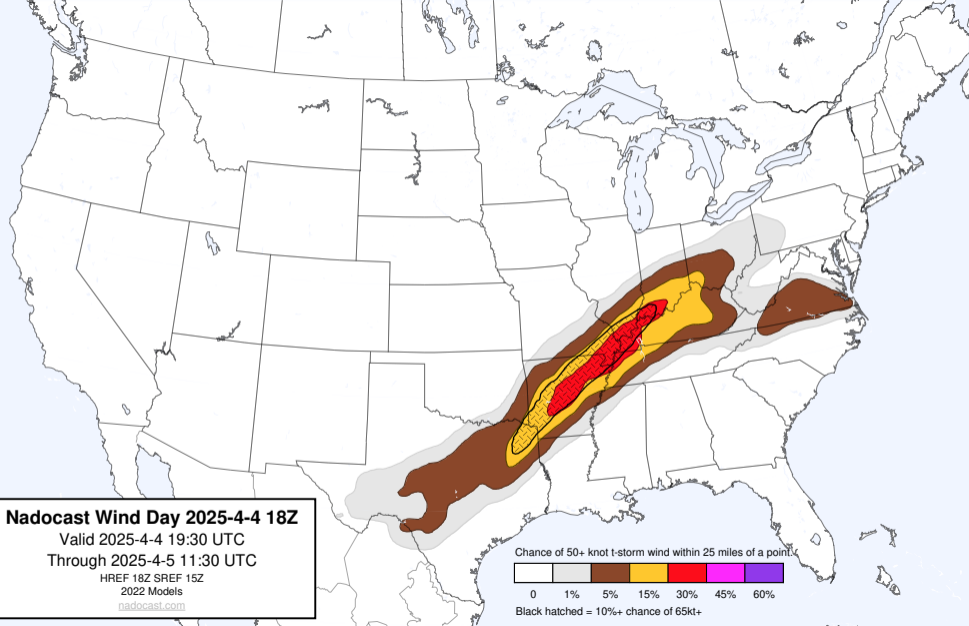 Nadocast Wind Day 2025-4-4 18Z
Valid 2025-4-4 19:30 UTC
Through 2025-4-5 11:30 UTC
HREF 18Z SREF 15Z
2022 Models
nadocast.com
Chance of 50+ knot t-storm wind within 25 miles of a point.
0 1% 5% 15% 30% 45% 60%
Black hatched = 10%+ chance of 65kt+